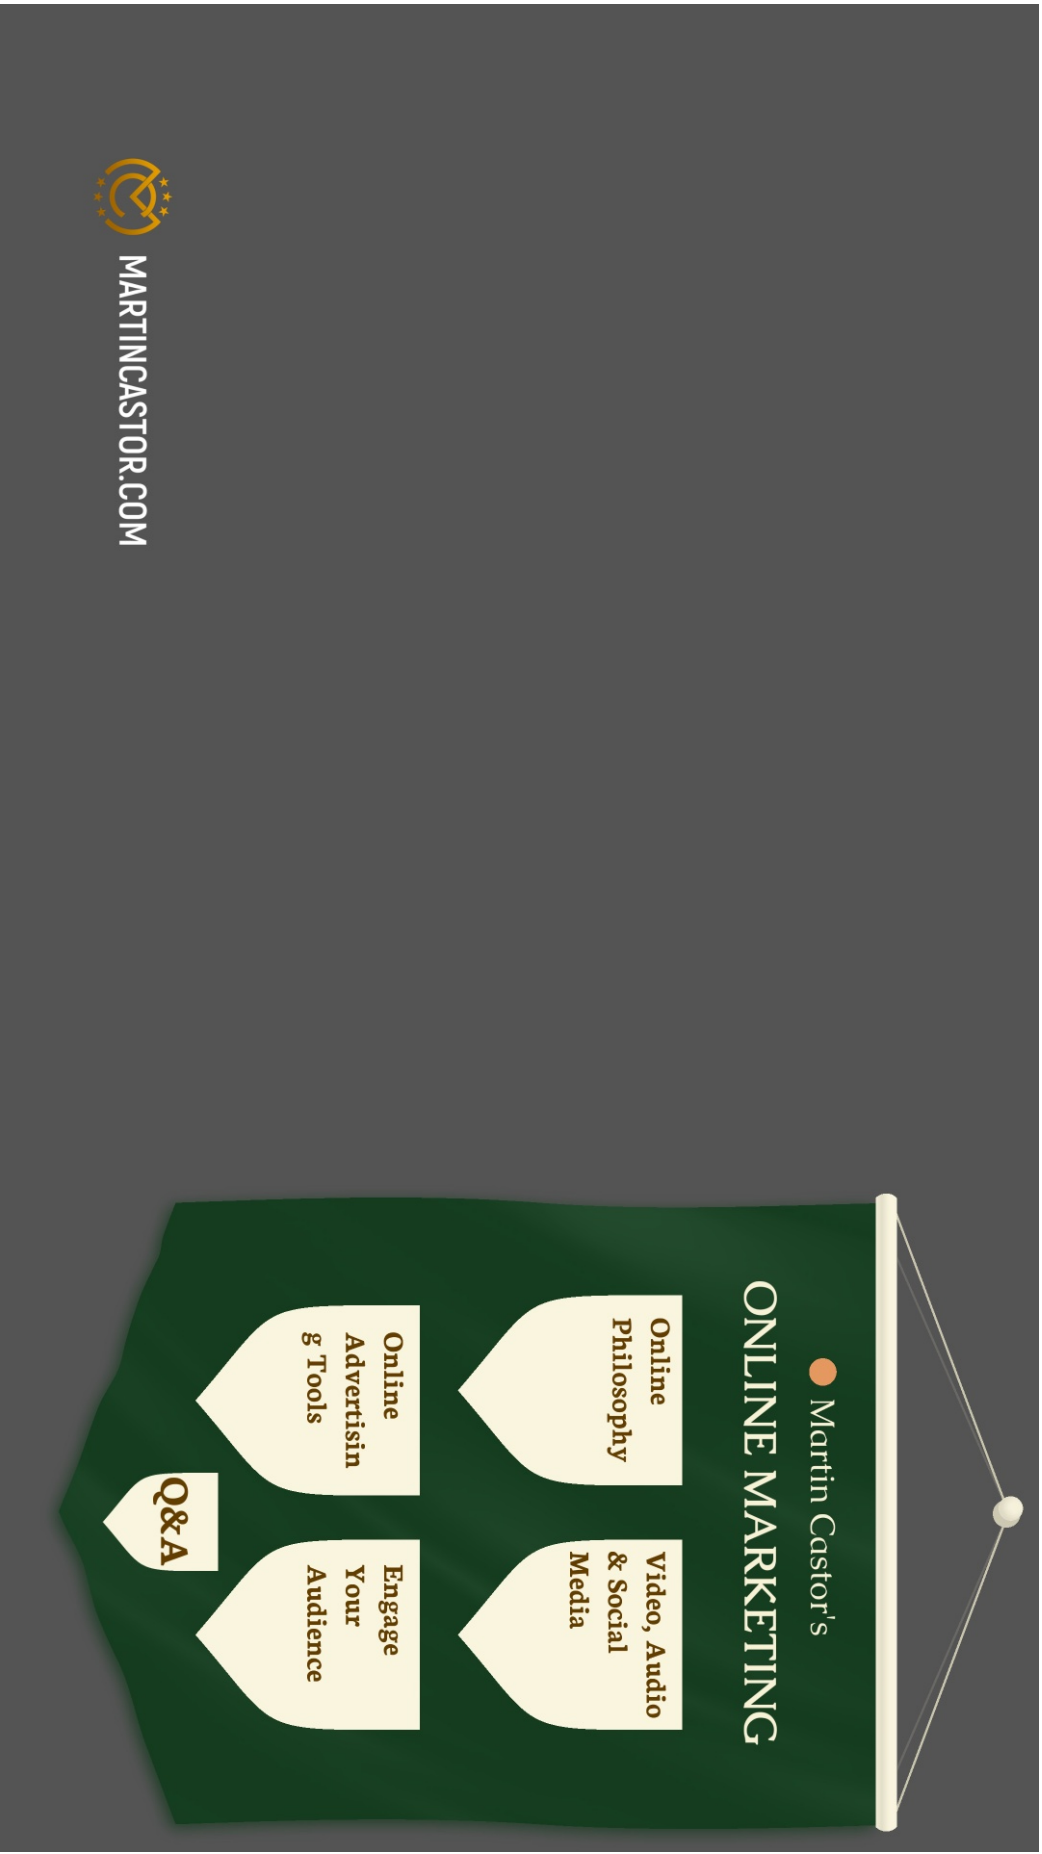 Martin Castor's
ONLINE MARKETING
Online
Philosophy
Video, Audio
& Social
Media
Online
Advertisin
g Tools
Engage
Your
Audience
Q&A
MARTINCASTOR.COM